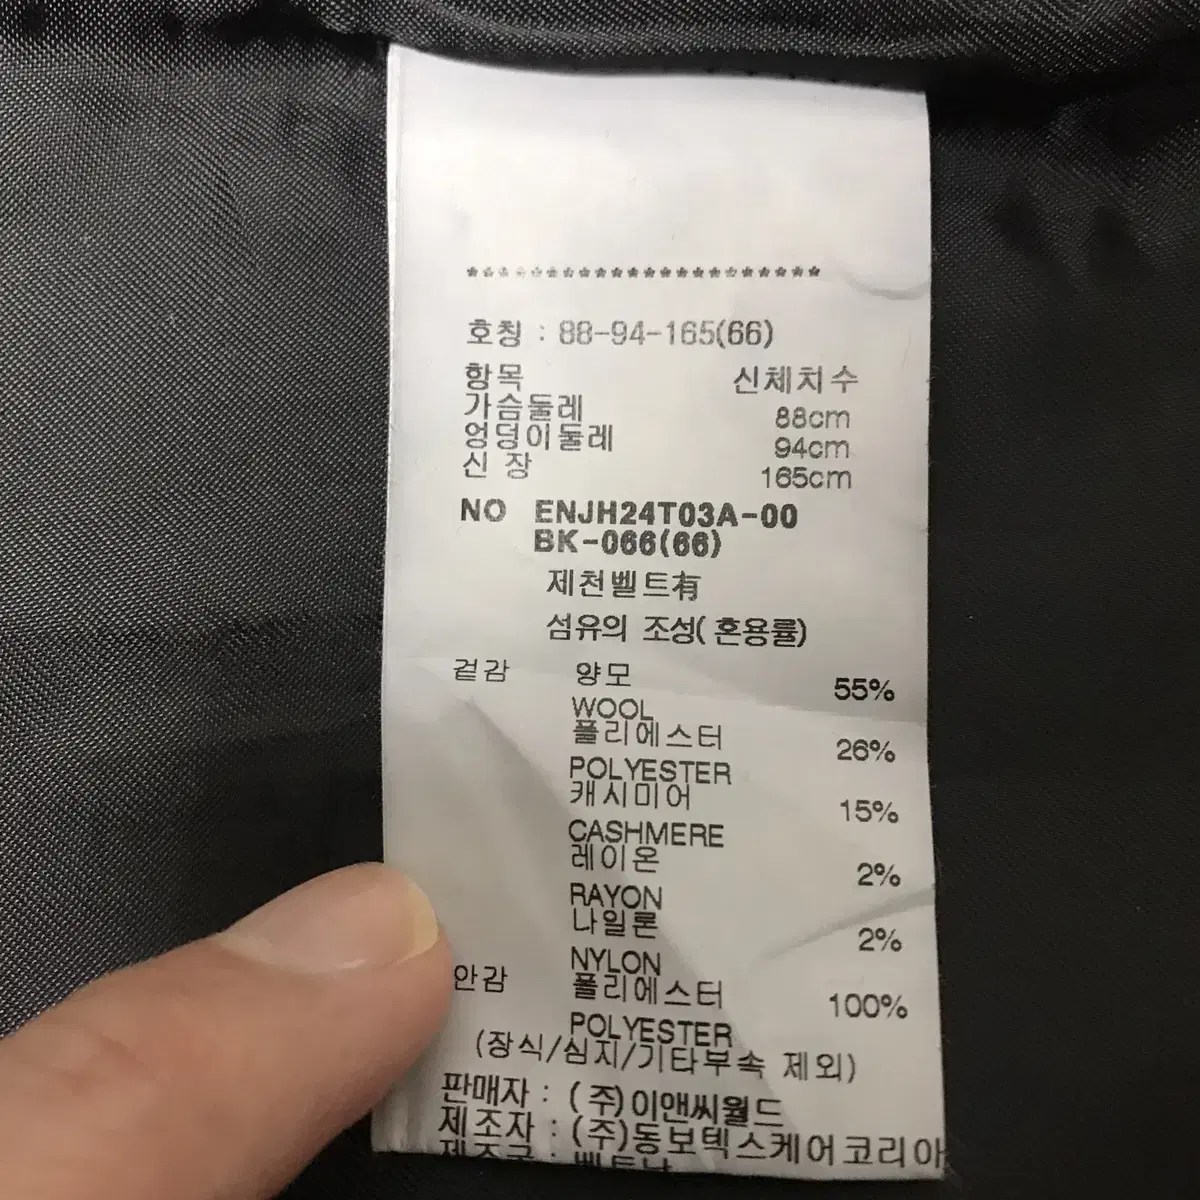 ***********************
호칭 : 88-94-165(66)
항목 신체치수
가슴둘레 88cm
엉덩이둘레 94cm
신 장 165cm
NO ENJH24T03A-00
BK-066(66)
제천벨트有
섬유의 조성(혼용률)
겉감 양모 55%
WOOL
폴리에스터 26%
POLYESTER
캐시미어 15%
CASHMERE
레이온 2%
RAYON
나일론 2%
NYLON
안감 폴리에스터 100%
POLYESTER
(장식/심지/기타부속 제외)
판매자 : (주)이앤씨월드
제조자 : (주)동보텍스케어코리아
제조국 : 베트남